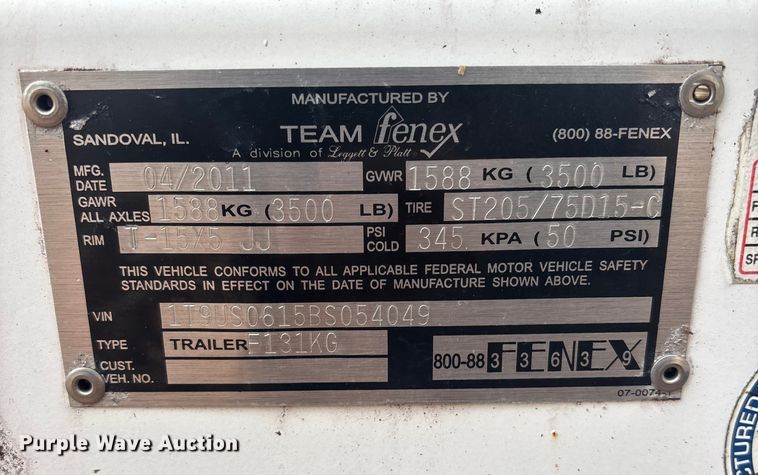 MANUFACTURED BY
SANDOVAL, IL. TEAM fenex (800) 88-FENEX
A division of Leggett & Platt
MFG. DATE 04/2011 GVWR 1588 KG ( 3500 LB)
GAWR ALL AXLES 1588 KG ( 3500 LB) TIRE ST205/75D15-C
RIM T-15X5 JJ PSI COLD 345 KPA ( 50 PSI)
THIS VEHICLE CONFORMS TO ALL APPLICABLE FEDERAL MOTOR VEHICLE SAFETY
STANDARDS IN EFFECT ON THE DATE OF MANUFACTURE SHOWN ABOVE.
VIN 1T9US0615BS054049
TYPE TRAILER F131KG
CUST. VEH. NO.
800-88 FENEX
3 3 6 3 9
Purple Wave Auction